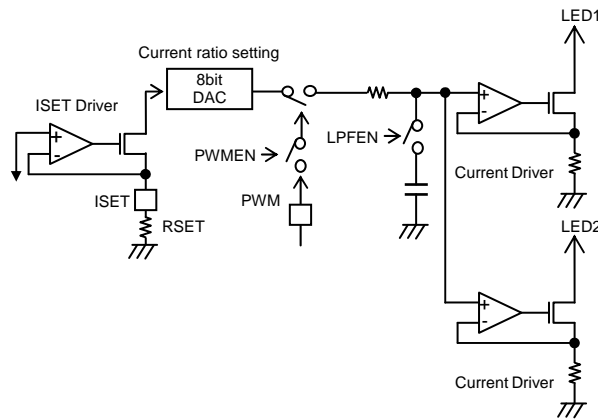 LED1
Current ratio setting
8bit
DAC
ISET Driver
+
-
+
-
PWMEN
LPFEN
ISET
RSET
PWM
Current Driver
LED2
+
-
Current Driver